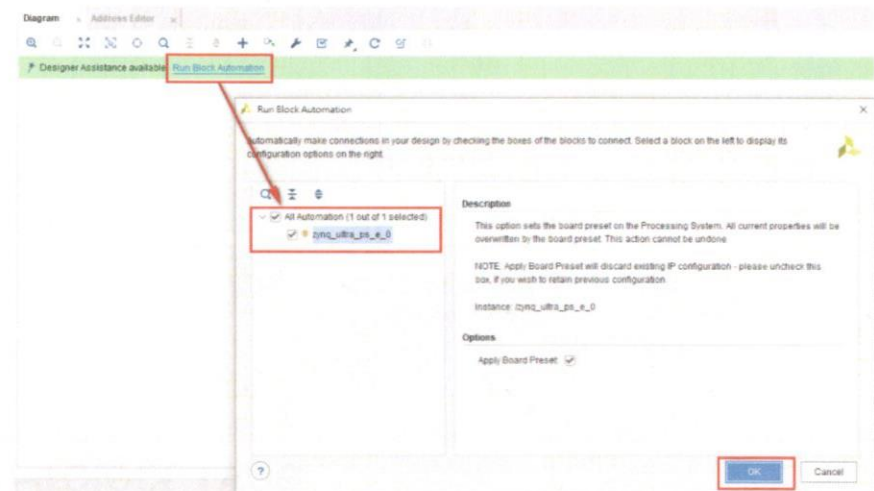 Diagram × Address Editor ×
Designer Assistance available. Run Block Automation
Run Block Automation
Automatically make connections in your design by checking the boxes of the blocks to connect. Select a block on the left to display its
configuration options on the right.
All Automation (1 out of 1 selected)
zynq_ultra_ps_e_0
Description
This option sets the board preset on the Processing System. All current properties will be
overwritten by the board preset. This action cannot be undone.
NOTE: Apply Board Preset will discard existing IP configuration - please uncheck this
box, if you wish to retain previous configuration.
Instance: /zynq_ultra_ps_e_0
Options
Apply Board Preset
? OK Cancel